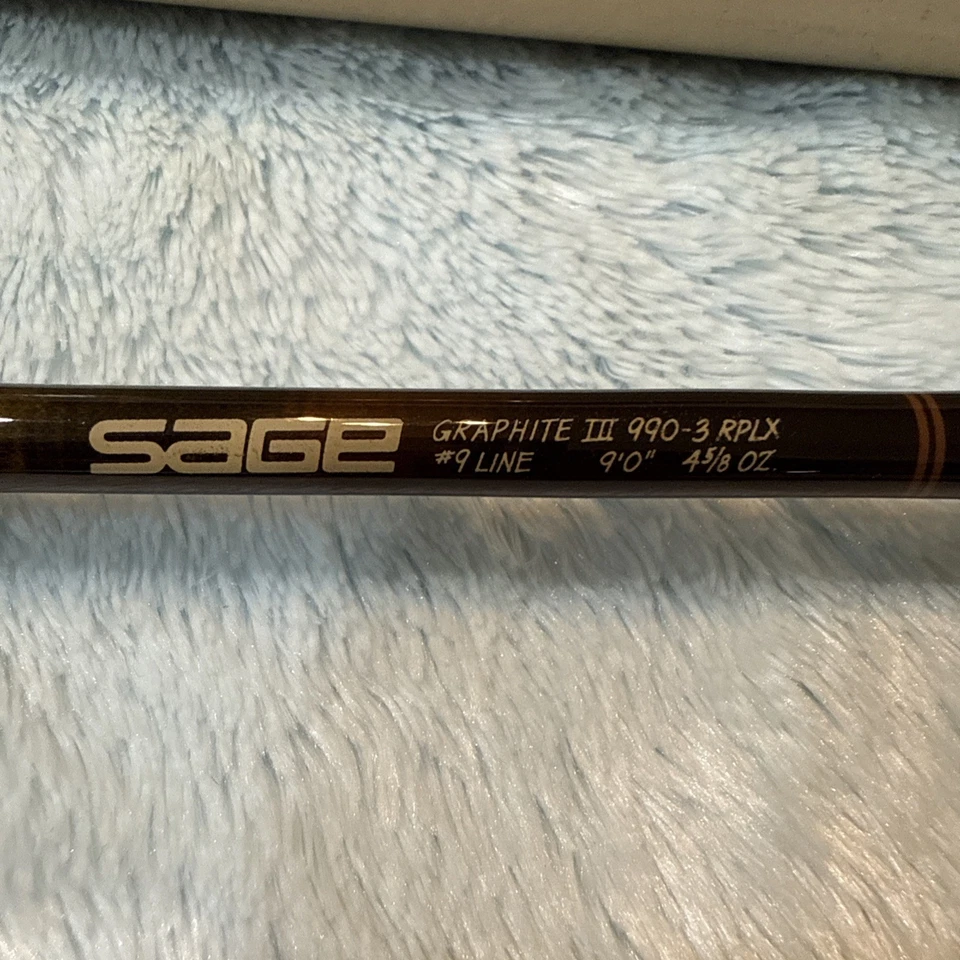 sage
GRAPHITE III 990-3 RPLX
#9 LINE 9'0" 4 5/8 OZ.